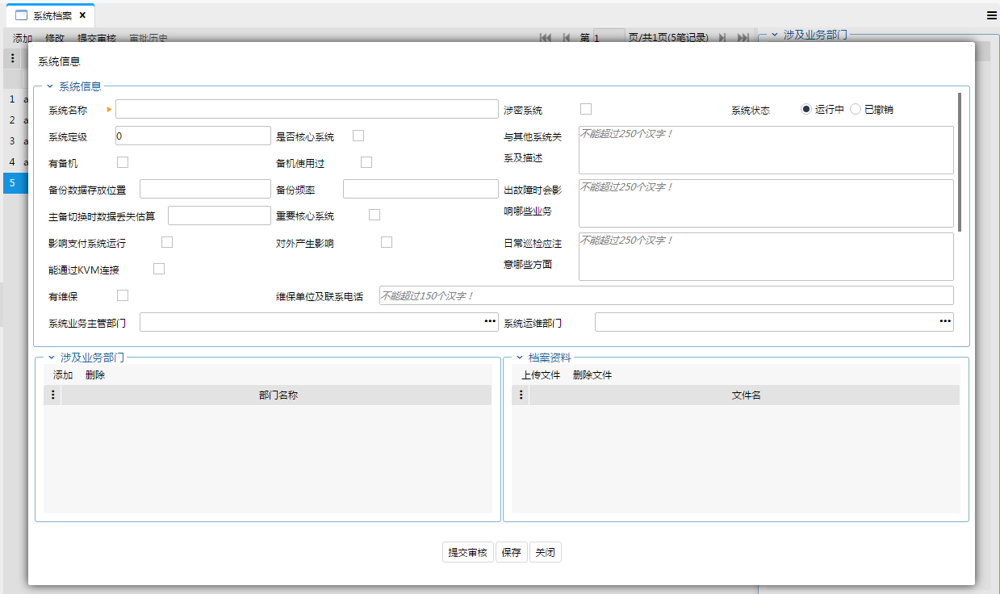 系统档案 ×
添加 修改 提交审核 审批历史 第 1 页/共1页(5笔记录) 涉及业务部门
系统信息
系统信息
系统名称 涉密系统 系统状态 运行中 已撤销
系统定级 0 是否核心系统 与其他系统关 不能超过250个汉字！
系及描述
有备机 备机使用过
备份数据存放位置 备份频率 出故障时会影 不能超过250个汉字！
响哪些业务
主备切换时数据丢失估算 重要核心系统
影响支付系统运行 对外产生影响 日常巡检应注 不能超过250个汉字！
意哪些方面
能通过KVM连接
有维保 维保单位及联系电话 不能超过150个汉字！
系统业务主管部门 ••• 系统运维部门 •••
涉及业务部门 档案资料
添加 删除 上传文件 删除文件
部门名称 文件名
1 a
2 a
3 a
4 a
5
提交审核 保存 关闭